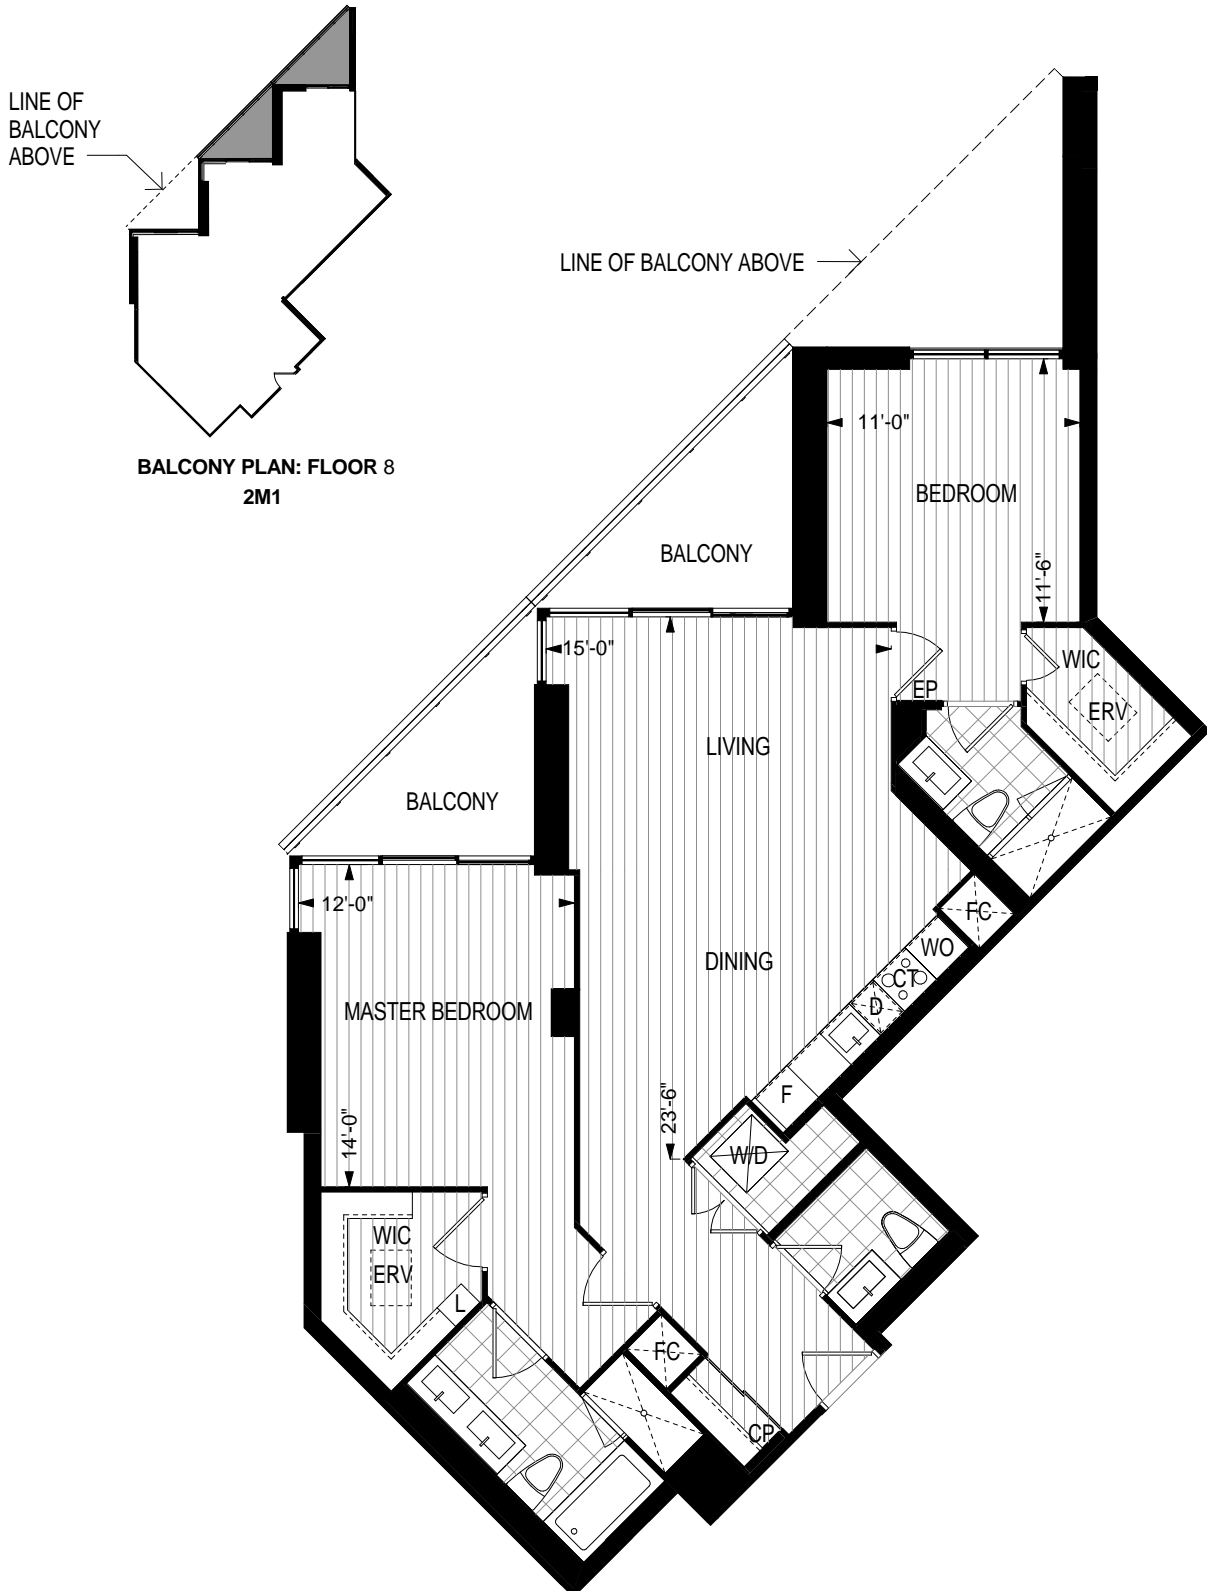 LINE OF
BALCONY
ABOVE
BALCONY PLAN: FLOOR 8
2M1
LINE OF BALCONY ABOVE
11'-0"
BEDROOM
11'-6"
BALCONY
15'-0"
EP
WIC
ERV
LIVING
BALCONY
12'-0"
FC
WO
CT
D
DINING
MASTER BEDROOM
F
23'-6"
14'-0"
W/D
WIC
ERV
L
FC
CP